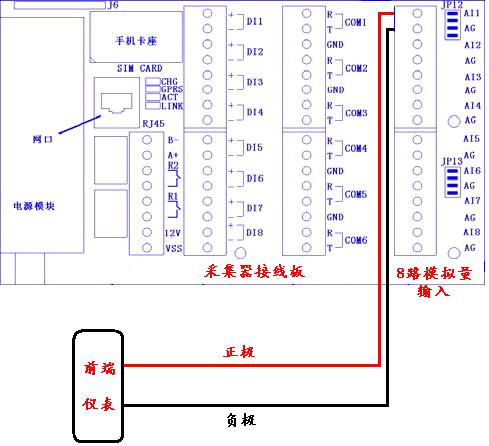 J6
手机卡座
SIM CARD
CHG
GPRS
ACT
LINK
网口
RJ45
B-
A+
R2
R1
12V
VSS
电源模块
+
-
DI1
+
-
DI2
+
-
DI3
+
-
DI4
+
-
DI5
+
-
DI6
+
-
DI7
+
-
DI8
R
T
COM1
GND
R
T
COM2
GND
R
T
COM3
R
T
COM4
GND
R
T
COM5
GND
R
T
COM6
JP12
AI1
AG
AI2
AG
AI3
AG
AI4
AG
AI5
AG
JP13
AI6
AG
AI7
AG
AI8
AG
采集器接线板
8路模拟量
输入
正极
前端
仪表
负极